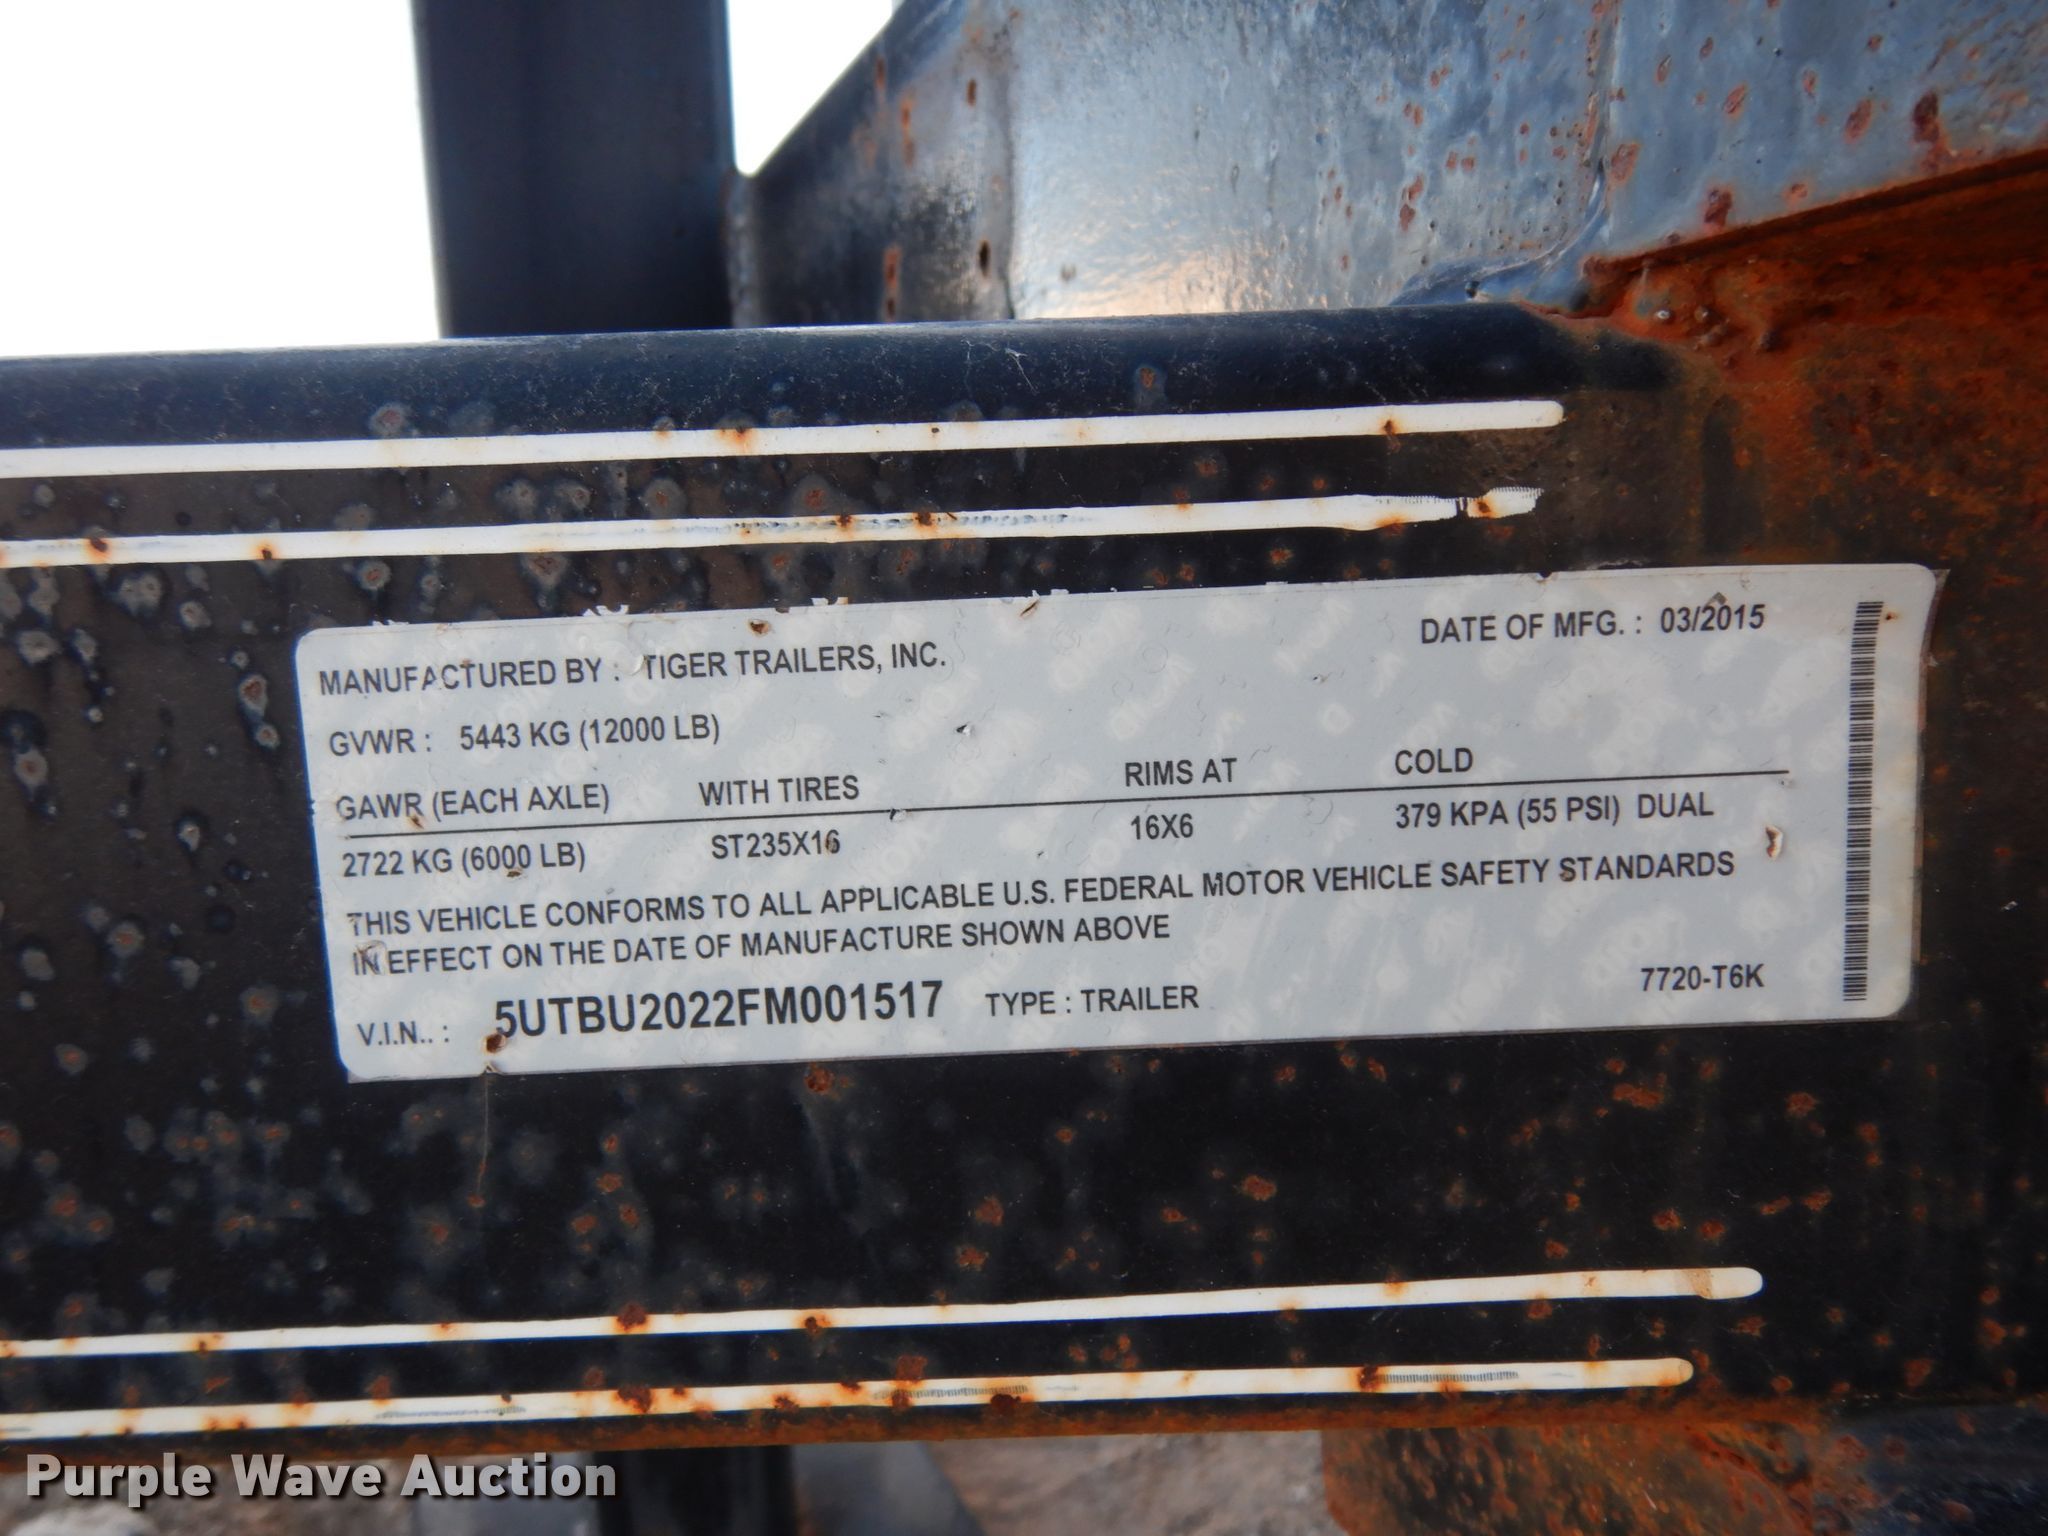 MANUFACTURED BY : TIGER TRAILERS, INC. DATE OF MFG. : 03/2015
GVWR : 5443 KG (12000 LB)
GAWR (EACH AXLE) WITH TIRES RIMS AT COLD
2722 KG (6000 LB) ST235X16 16X6 379 KPA (55 PSI) DUAL
THIS VEHICLE CONFORMS TO ALL APPLICABLE U.S. FEDERAL MOTOR VEHICLE SAFETY STANDARDS
IN EFFECT ON THE DATE OF MANUFACTURE SHOWN ABOVE
V.I.N.. : 5UTBU2022FM001517 TYPE : TRAILER 7720-T6K
Purple Wave Auction